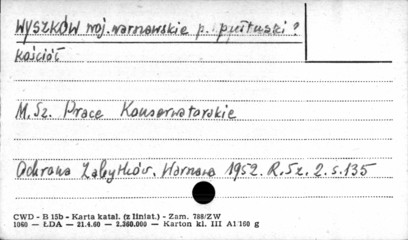 WYSZKÓW woj. warszawskie p. pułtuski?
Kościół
M. Sz. Prace Konserwatorskie
Ochrona Zabytków. Warszawa 1952. R. 5 z. 2. s. 135
CWD - B 15b - Karta katal. (z liniat.) - Zam. 788/ZW
1060 — ŁDA — 21.4.60 — 2.360.000 — Karton kl. III A1 160 g